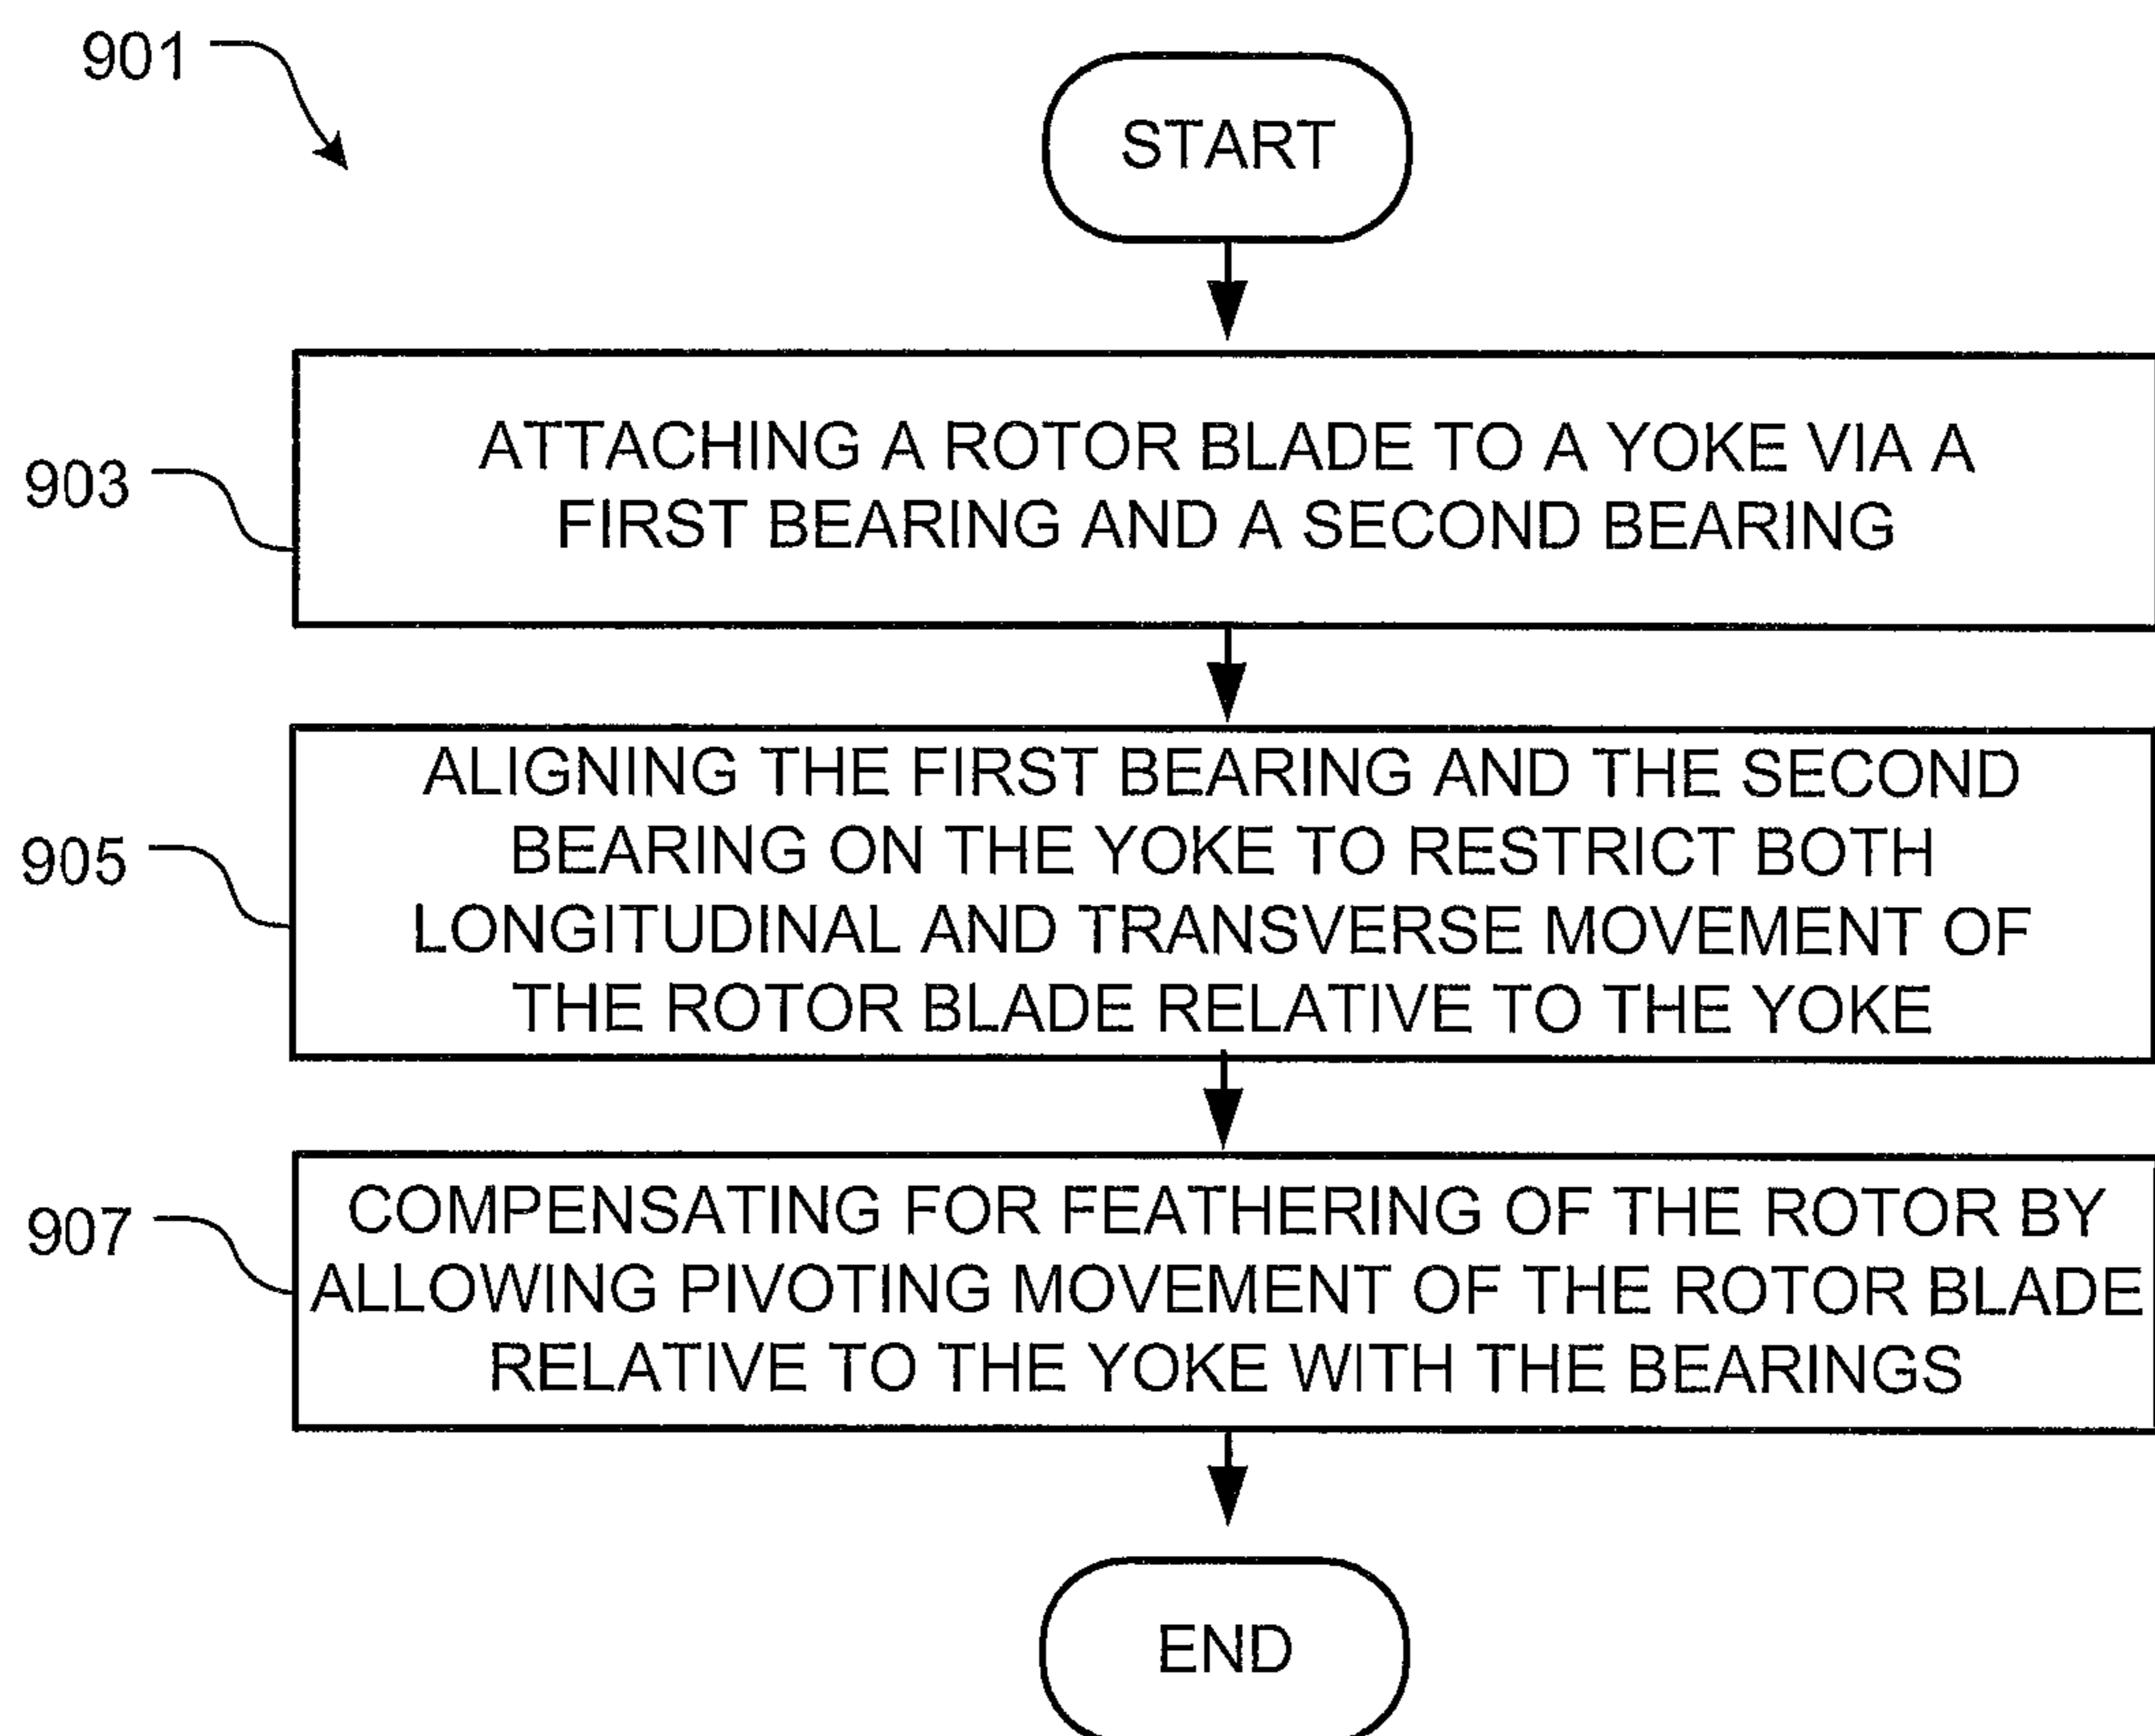 901
START
903
ATTACHING A ROTOR BLADE TO A YOKE VIA A
FIRST BEARING AND A SECOND BEARING
905
ALIGNING THE FIRST BEARING AND THE SECOND
BEARING ON THE YOKE TO RESTRICT BOTH
LONGITUDINAL AND TRANSVERSE MOVEMENT OF
THE ROTOR BLADE RELATIVE TO THE YOKE
907
COMPENSATING FOR FEATHERING OF THE ROTOR BY
ALLOWING PIVOTING MOVEMENT OF THE ROTOR BLADE
RELATIVE TO THE YOKE WITH THE BEARINGS
END